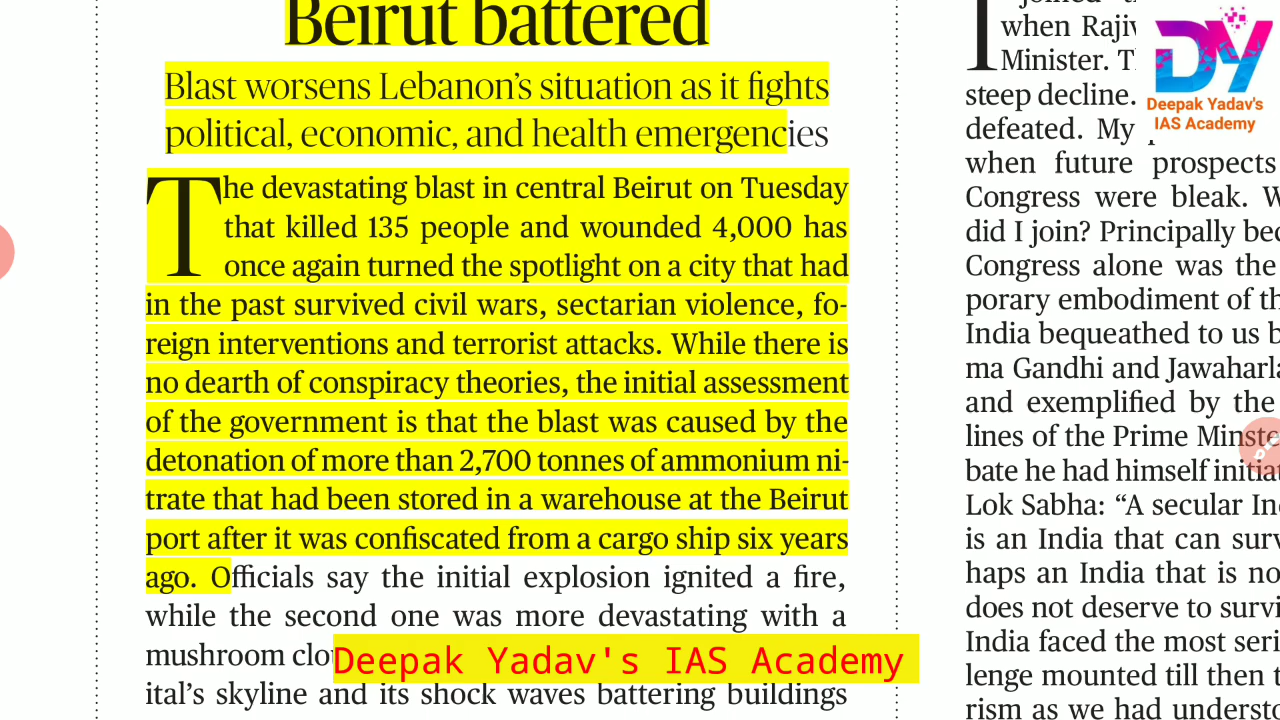 Beirut battered
Blast worsens Lebanon's situation as it fights
political, economic, and health emergencies
The devastating blast in central Beirut on Tuesday
that killed 135 people and wounded 4,000 has
once again turned the spotlight on a city that had
in the past survived civil wars, sectarian violence, fo-
reign interventions and terrorist attacks. While there is
no dearth of conspiracy theories, the initial assessment
of the government is that the blast was caused by the
detonation of more than 2,700 tonnes of ammonium ni-
trate that had been stored in a warehouse at the Beirut
port after it was confiscated from a cargo ship six years
ago. Officials say the initial explosion ignited a fire,
while the second one was more devastating with a
mushroom
Deepak Yadav's IAS Academy
ital's skyline and its shock waves battering buildings
I joined
when
Minister.
steep decline.
defeated. My
when future prospects
Congress were bleak.
did I join? Principally
Congress alone was the
porary embodiment of
India bequeathed to us
ma Gandhi and
and exemplified by the
lines of the Prime
bate he had himself
Lok Sabha: “A secular
is an India that can
haps an India that is
does not deserve to
India faced the most
lenge mounted till then
rism as we had
DY
Deepak Yadav's
IAS Academy